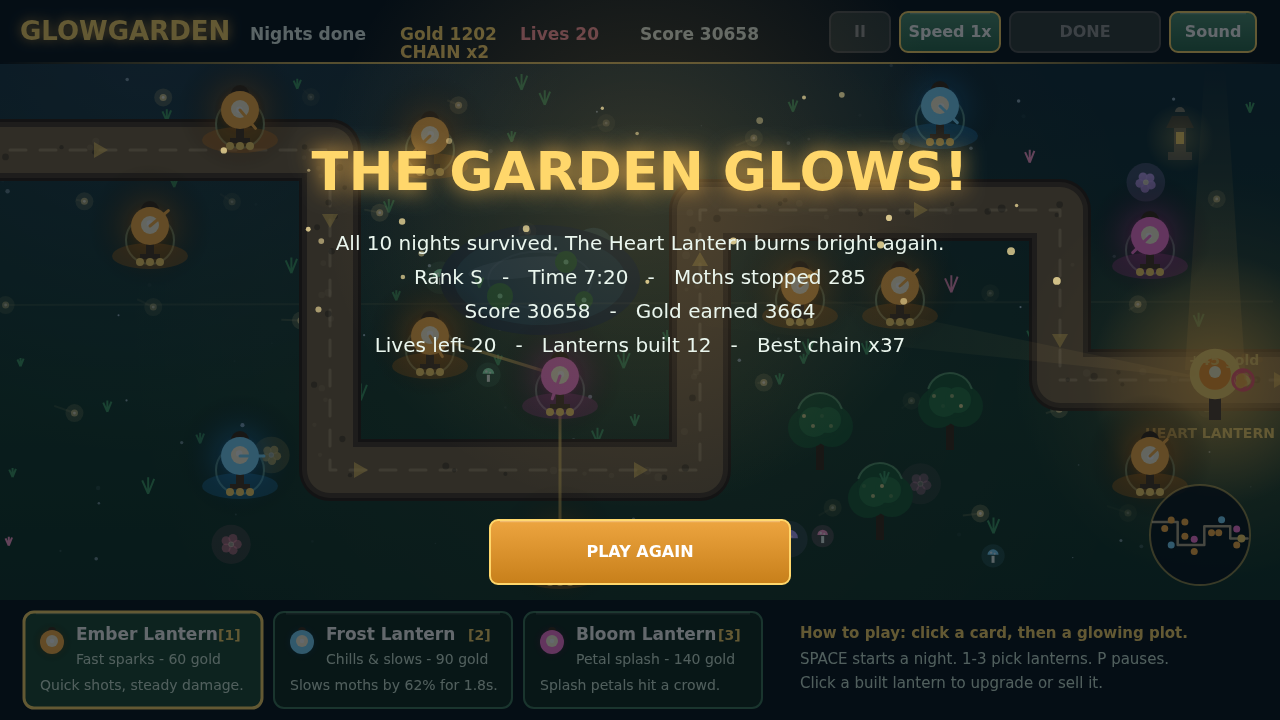 GLOWGARDEN
Nights done
Gold 1202
CHAIN x2
Lives 20
Score 30658
II
Speed 1x
DONE
Sound
THE GARDEN GLOWS!
All 10 nights survived. The Heart Lantern burns bright again.
Rank S - Time 7:20 - Moths stopped 285
Score 30658 - Gold earned 3664
Lives left 20 - Lanterns built 12 - Best chain x37
HEART LANTERN
PLAY AGAIN
Ember Lantern [1]
Fast sparks - 60 gold
Quick shots, steady damage.
Frost Lantern [2]
Chills & slows - 90 gold
Slows moths by 62% for 1.8s.
Bloom Lantern [3]
Petal splash - 140 gold
Splash petals hit a crowd.
How to play: click a card, then a glowing plot.
SPACE starts a night. 1-3 pick lanterns. P pauses.
Click a built lantern to upgrade or sell it.